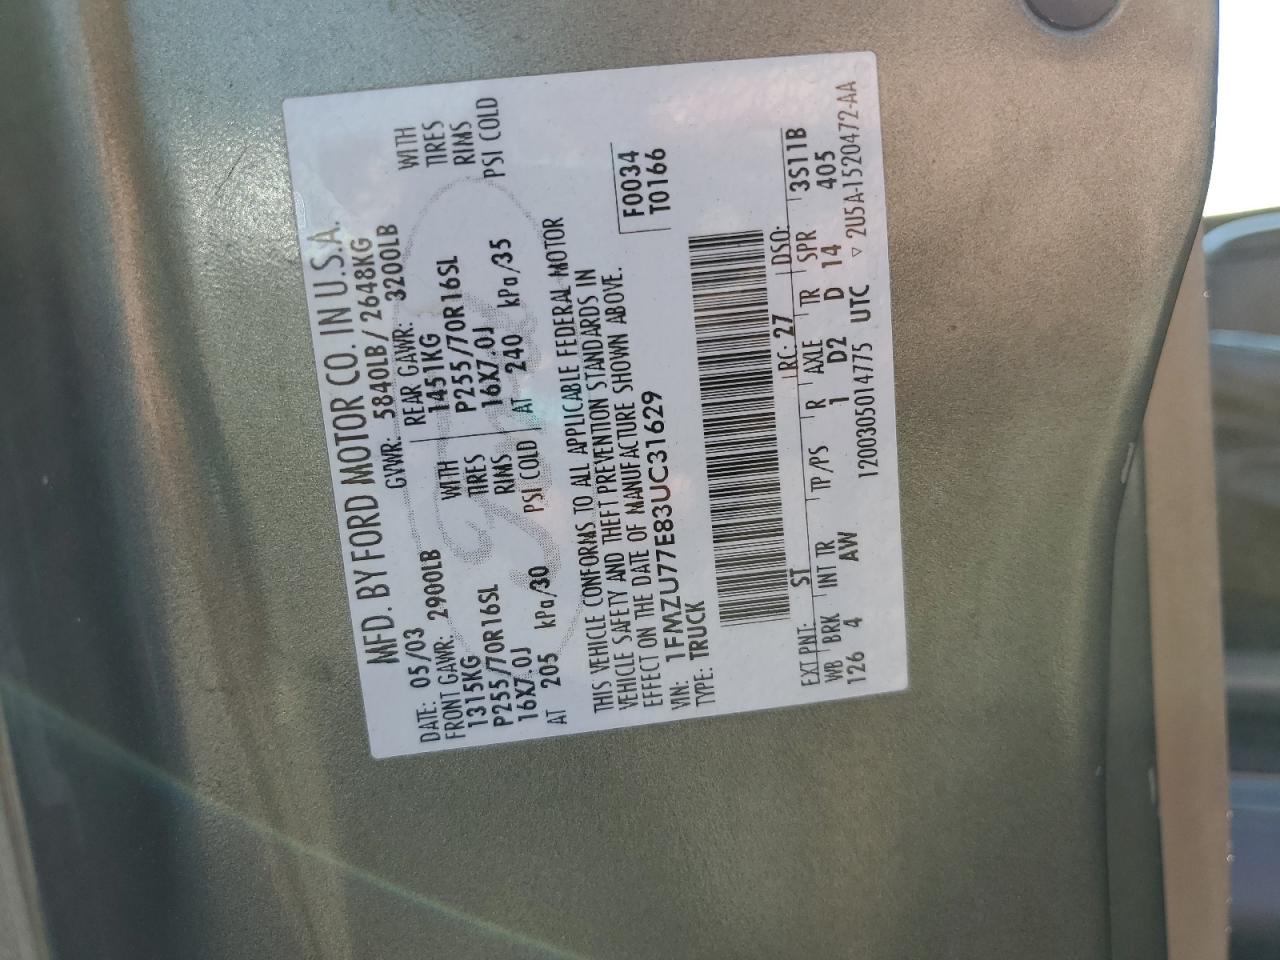 MFD. BY FORD MOTOR CO. IN U.S.A.
DATE: 05/03 GVWR: 5840LB/ 2648KG
FRONT GAWR: 2900LB REAR GAWR: 3200LB
1315KG WITH 1451KG WITH
P255/70R16SL TIRES P255/70R16SL TIRES
16X7.0J RIMS 16X7.0J RIMS
AT 205 kPa/30 PSI COLD AT 240 kPa/35 PSI COLD
THIS VEHICLE CONFORMS TO ALL APPLICABLE FEDERAL MOTOR
VEHICLE SAFETY AND THEFT PREVENTION STANDARDS IN
EFFECT ON THE DATE OF MANUFACTURE SHOWN ABOVE.
VIN: 1FMZU77E83UC31629 F0034
TYPE: TRUCK T0166
EXT PNT: ST RC: 27 DSO:
WB BRK INT TR TP/PS R AXLE TR SPR 3S11B
126 4 AW 1 D2 D 14 405
1200305014775 UTC ▽ 2U5A-1520472-AA